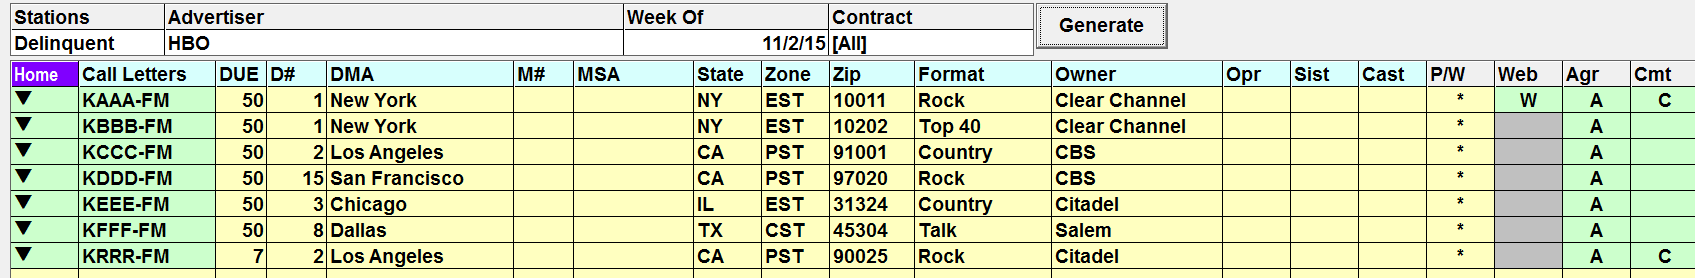 Stations Advertiser Week Of Contract
Generate
Delinquent HBO 11/2/15 [All]
Home Call Letters DUE D# DMA M# MSA State Zone Zip Format Owner Opr Sist Cast P/W Web Agr Cmt
▼ KAAA-FM 50 1 New York NY EST 10011 Rock Clear Channel * W A C
▼ KBBB-FM 50 1 New York NY EST 10202 Top 40 Clear Channel * A
▼ KCCC-FM 50 2 Los Angeles CA PST 91001 Country CBS * A
▼ KDDD-FM 50 15 San Francisco CA PST 97020 Rock CBS * A
▼ KEEE-FM 50 3 Chicago IL EST 31324 Country Citadel * A
▼ KFFF-FM 50 8 Dallas TX CST 45304 Talk Salem * A
▼ KRRR-FM 7 2 Los Angeles CA PST 90025 Rock Citadel * A C